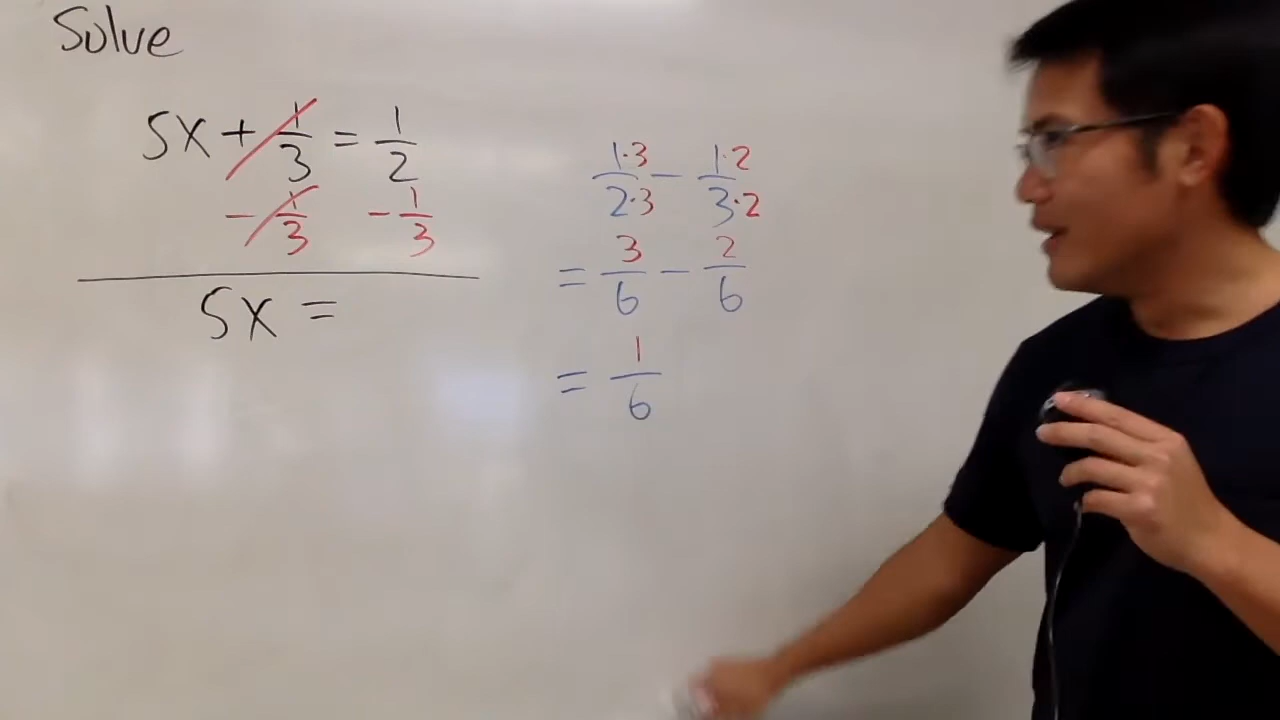 Solve
5x + 1/3 = 1/2
- 1/3 - 1/3
5x =
1·3/2·3 - 1·2/3·2
= 3/6 - 2/6
= 1/6